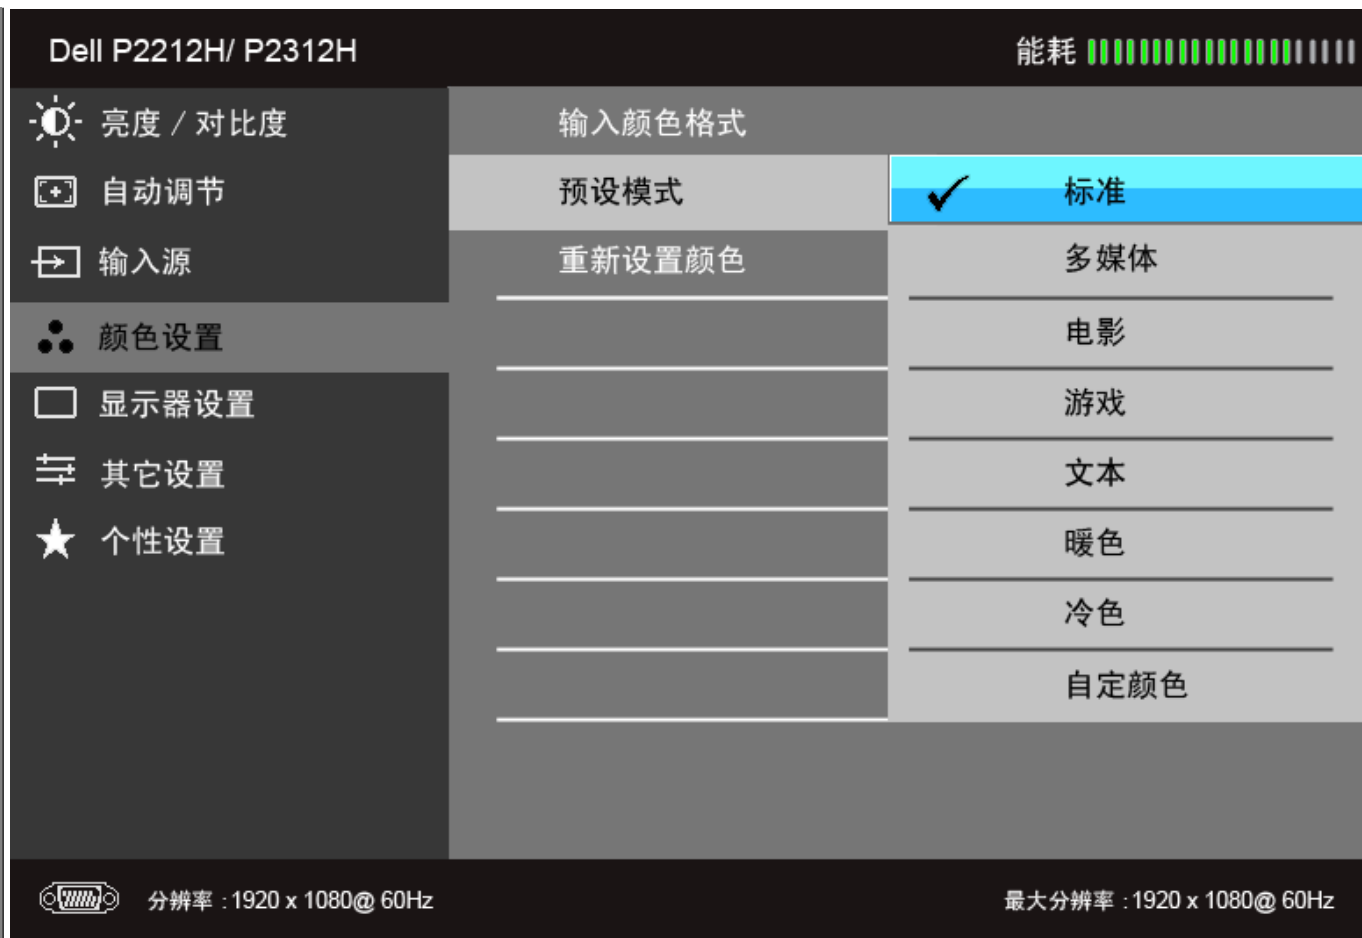 Dell P2212H/ P2312H
能耗
亮度 / 对比度
自动调节
输入源
颜色设置
显示器设置
其它设置
个性设置
输入颜色格式
预设模式
重新设置颜色
标准
多媒体
电影
游戏
文本
暖色
冷色
自定颜色
分辨率 : 1920 x 1080@ 60Hz
最大分辨率 : 1920 x 1080@ 60Hz